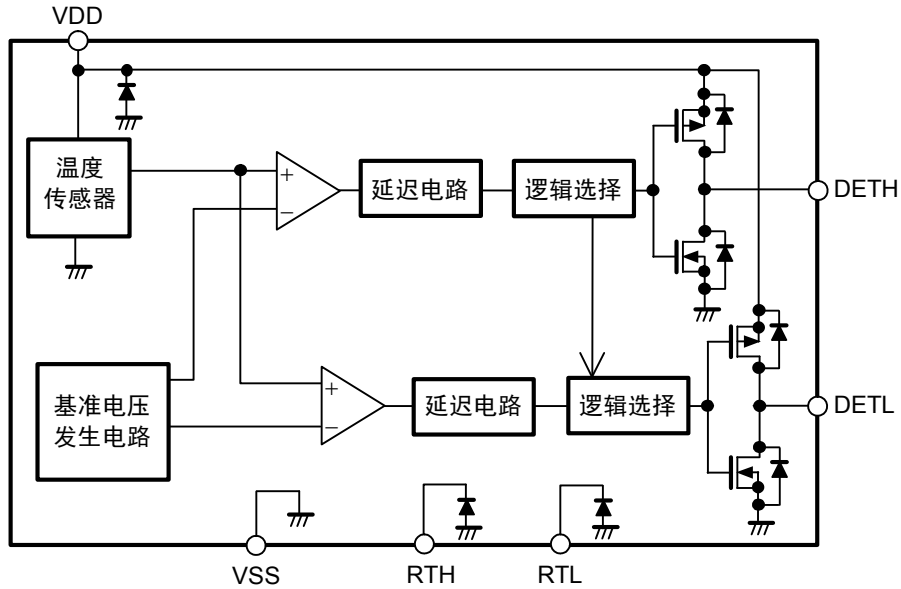 VDD
温度
传感器
+
−
延迟电路
逻辑选择
DETH
基准电压
发生电路
+
−
延迟电路
逻辑选择
DETL
VSS
RTH
RTL